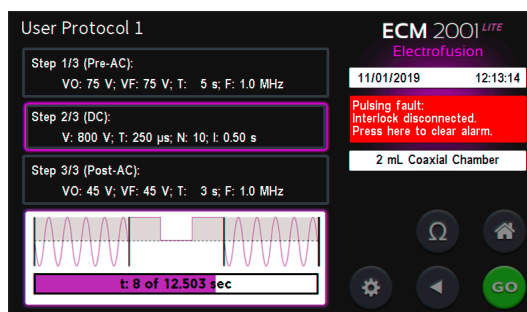 User Protocol 1
Step 1/3 (Pre-AC):
VO: 75 V; VF: 75 V; T: 5 s; F: 1.0 MHz
Step 2/3 (DC):
V: 800 V; T: 250 µs; N: 10; I: 0.50 s
Step 3/3 (Post-AC):
VO: 45 V; VF: 45 V; T: 3 s; F: 1.0 MHz
t: 8 of 12.503 sec
ECM 2001 LITE
Electrofusion
11/01/2019 12:13:14
Pulsing fault:
Interlock disconnected.
Press here to clear alarm.
2 mL Coaxial Chamber
Ω
GO